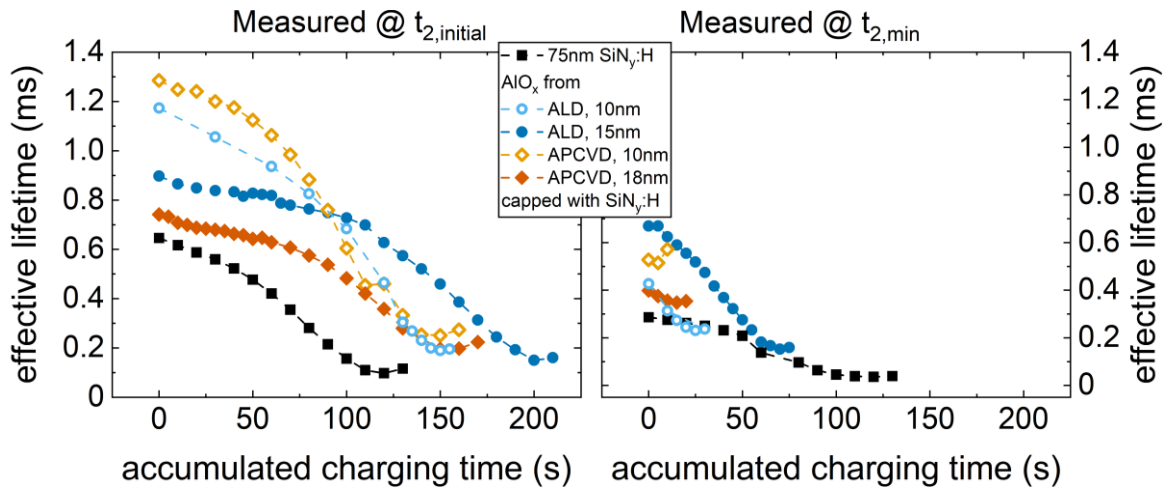 Measured @ t2,initial
Measured @ t2,min
75nm SiNy:H
AlOx from
ALD, 10nm
ALD, 15nm
APCVD, 10nm
APCVD, 18nm
capped with SiNy:H
effective lifetime (ms)
1.4
1.2
1.0
0.8
0.6
0.4
0.2
0
0 50 100 150 200
accumulated charging time (s)
1.4
1.2
1.0
0.8
0.6
0.4
0.2
0
effective lifetime (ms)
0 50 100 150 200
accumulated charging time (s)